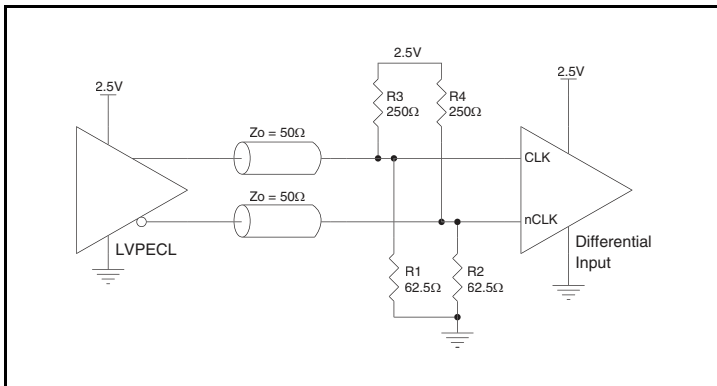 2.5V
2.5V
2.5V
R3
250Ω
R4
250Ω
Zo = 50Ω
CLK
Zo = 50Ω
nCLK
LVPECL
Differential
Input
R1
62.5Ω
R2
62.5Ω